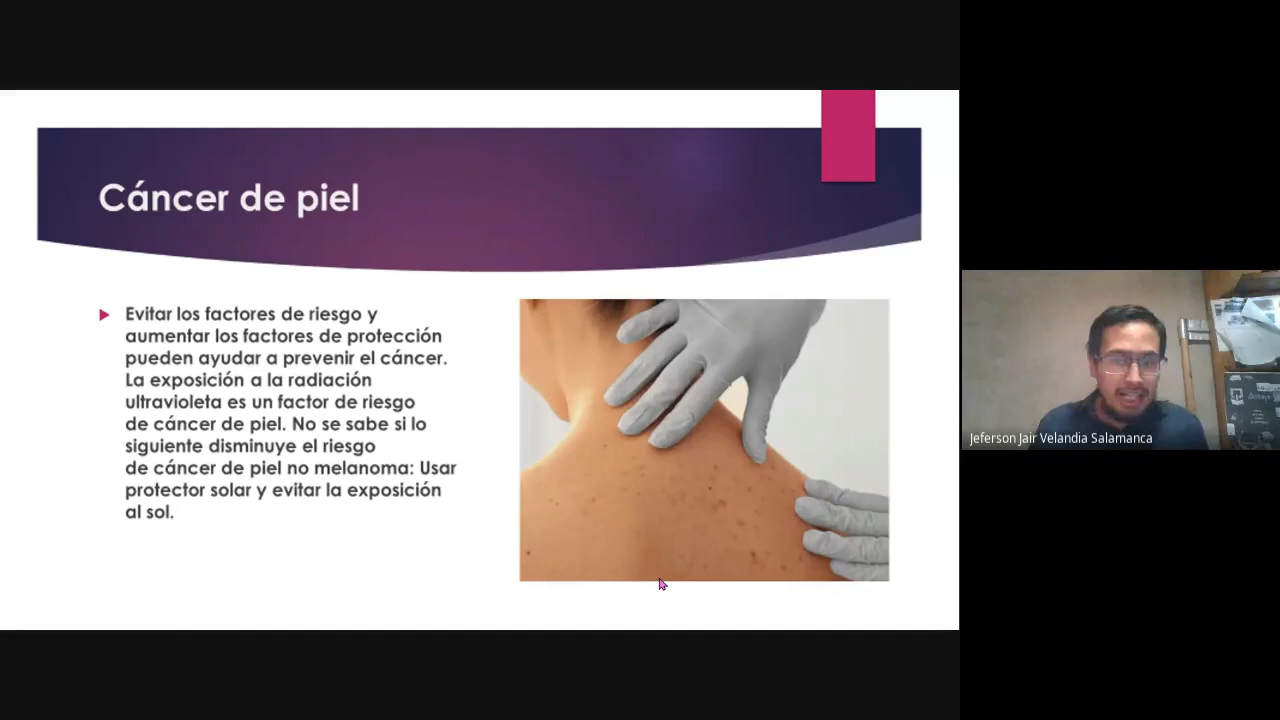 Cáncer de piel
Evitar los factores de riesgo y
aumentar los factores de protección
pueden ayudar a prevenir el cáncer.
La exposición a la radiación
ultravioleta es un factor de riesgo
de cáncer de piel. No se sabe si lo
siguiente disminuye el riesgo
de cáncer de piel no melanoma: Usar
protector solar y evitar la exposición
al sol.
Jeferson Jair Velandia Salamanca